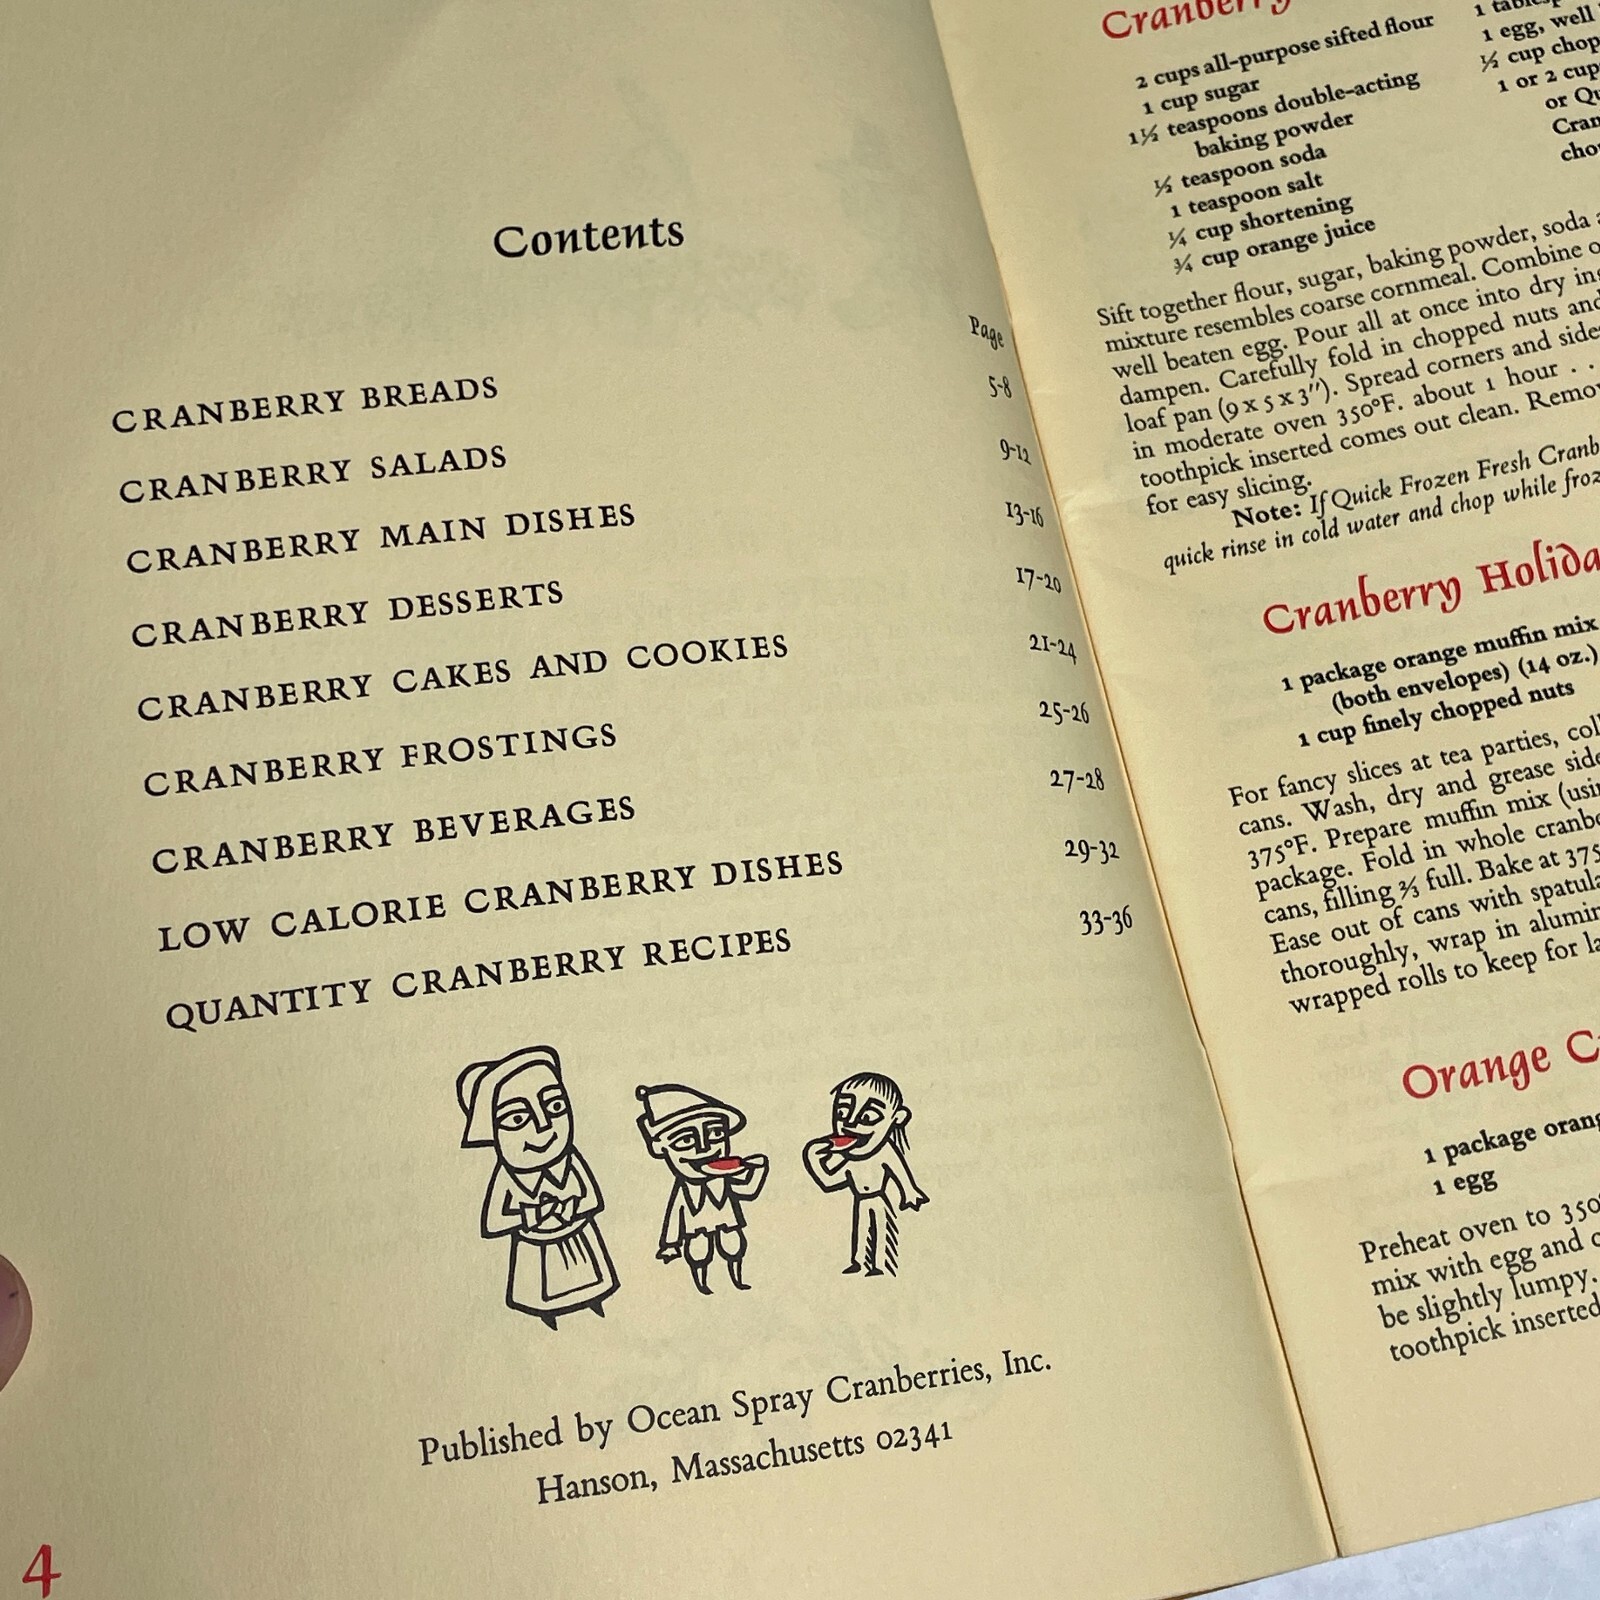 Contents
Page
CRANBERRY BREADS 5-8
CRANBERRY SALADS 9-12
CRANBERRY MAIN DISHES 13-16
CRANBERRY DESSERTS 17-20
CRANBERRY CAKES AND COOKIES 21-24
CRANBERRY FROSTINGS 25-26
CRANBERRY BEVERAGES 27-28
LOW CALORIE CRANBERRY DISHES 29-32
QUANTITY CRANBERRY RECIPES 33-36
Published by Ocean Spray Cranberries, Inc.
Hanson, Massachusetts 02341
4
Cranberry
2 cups all-purpose sifted flour
1 cup sugar
1½ teaspoons double-acting
baking powder
½ teaspoon soda
1 teaspoon salt
¼ cup shortening
¾ cup orange juice
1
1 egg, well
½ cup
1 or 2
or
Sift together flour, sugar, baking powder, soda
mixture resembles coarse cornmeal. Combine
well beaten egg. Pour all at once into dry
dampen. Carefully fold in chopped nuts and
loaf pan (9 x 5 x 3"). Spread corners and
in moderate oven 350°F. about 1 hour . .
toothpick inserted comes out clean.
for easy slicing.
Note: If Quick Frozen Fresh
quick rinse in cold water and chop while
Cranberry
1 package orange muffin mix
(both envelopes) (14 oz.)
1 cup finely chopped nuts
For fancy slices at tea parties,
cans. Wash, dry and grease
375°F. Prepare muffin mix
package. Fold in whole
cans, filling ⅔ full. Bake at
Ease out of cans with
thoroughly, wrap in
wrapped rolls to keep for
Orange
1 package
1 egg
Preheat oven to
mix with egg and
be slightly lumpy.
toothpick inserted